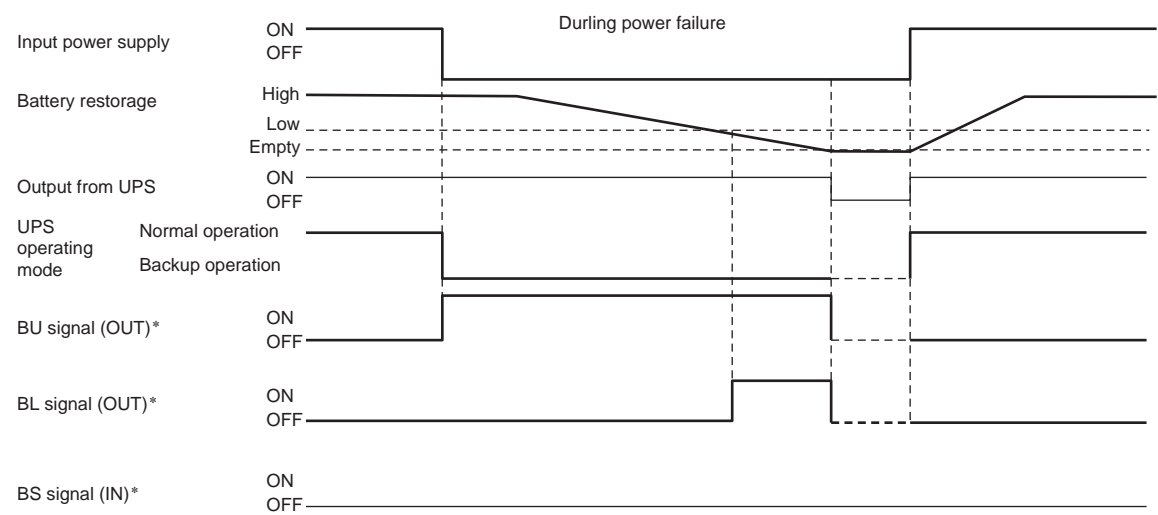 Durling power failure
Input power supply
ON
OFF
Battery restorage
High
Low
Empty
Output from UPS
ON
OFF
UPS
operating
mode
Normal operation
Backup operation
BU signal (OUT)*
ON
OFF
BL signal (OUT)*
ON
OFF
BS signal (IN)*
ON
OFF